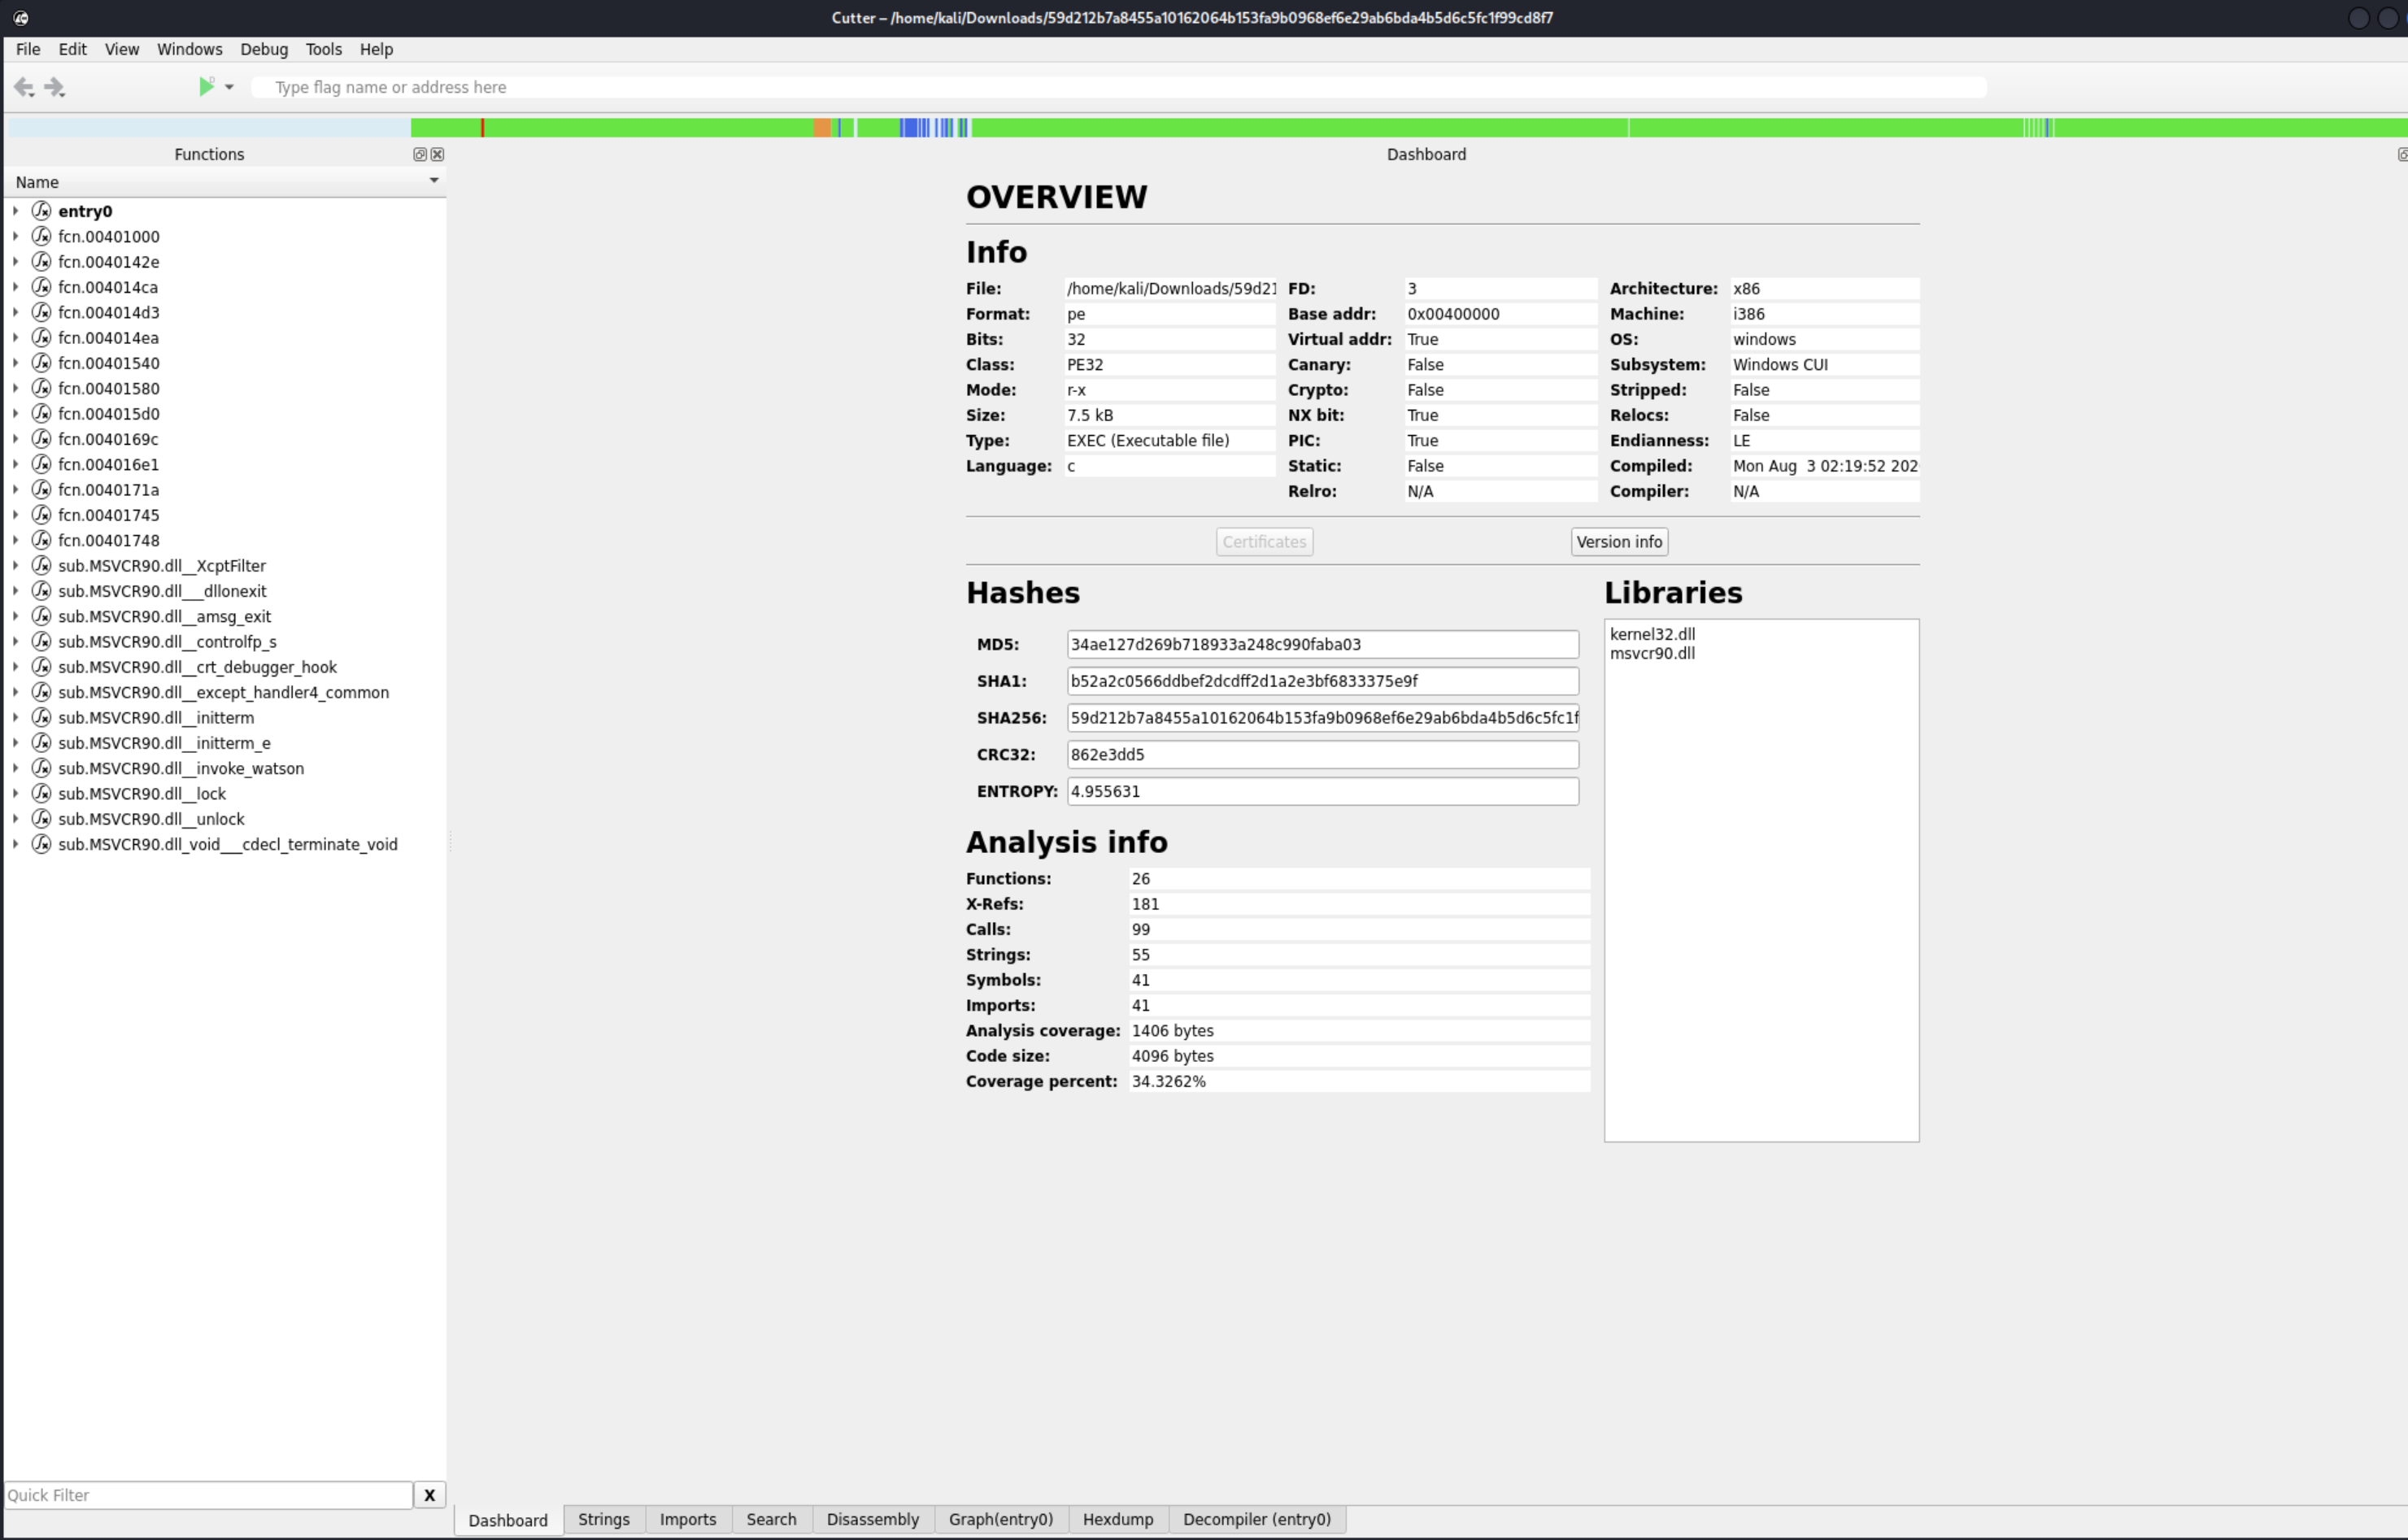 Cutter – /home/kali/Downloads/59d212b7a8455a10162064b153fa9b0968ef6e29ab6bda4b5d6c5fc1f99cd8f7
File Edit View Windows Debug Tools Help
Type flag name or address here
Functions
Name
entry0
fcn.00401000
fcn.0040142e
fcn.004014ca
fcn.004014d3
fcn.004014ea
fcn.00401540
fcn.00401580
fcn.004015d0
fcn.0040169c
fcn.004016e1
fcn.0040171a
fcn.00401745
fcn.00401748
sub.MSVCR90.dll__XcptFilter
sub.MSVCR90.dll___dllonexit
sub.MSVCR90.dll__amsg_exit
sub.MSVCR90.dll__controlfp_s
sub.MSVCR90.dll__crt_debugger_hook
sub.MSVCR90.dll__except_handler4_common
sub.MSVCR90.dll__initterm
sub.MSVCR90.dll__initterm_e
sub.MSVCR90.dll__invoke_watson
sub.MSVCR90.dll__lock
sub.MSVCR90.dll__unlock
sub.MSVCR90.dll_void___cdecl_terminate_void
Quick Filter X
Dashboard
OVERVIEW
Info
File: /home/kali/Downloads/59d21 FD: 3 Architecture: x86
Format: pe Base addr: 0x00400000 Machine: i386
Bits: 32 Virtual addr: True OS: windows
Class: PE32 Canary: False Subsystem: Windows CUI
Mode: r-x Crypto: False Stripped: False
Size: 7.5 kB NX bit: True Relocs: False
Type: EXEC (Executable file) PIC: True Endianness: LE
Language: c Static: False Compiled: Mon Aug 3 02:19:52 202
Relro: N/A Compiler: N/A
Certificates Version info
Hashes
MD5: 34ae127d269b718933a248c990faba03
SHA1: b52a2c0566ddbef2dcdff2d1a2e3bf6833375e9f
SHA256: 59d212b7a8455a10162064b153fa9b0968ef6e29ab6bda4b5d6c5fc1f
CRC32: 862e3dd5
ENTROPY: 4.955631
Libraries
kernel32.dll
msvcr90.dll
Analysis info
Functions: 26
X-Refs: 181
Calls: 99
Strings: 55
Symbols: 41
Imports: 41
Analysis coverage: 1406 bytes
Code size: 4096 bytes
Coverage percent: 34.3262%
Dashboard Strings Imports Search Disassembly Graph(entry0) Hexdump Decompiler (entry0)